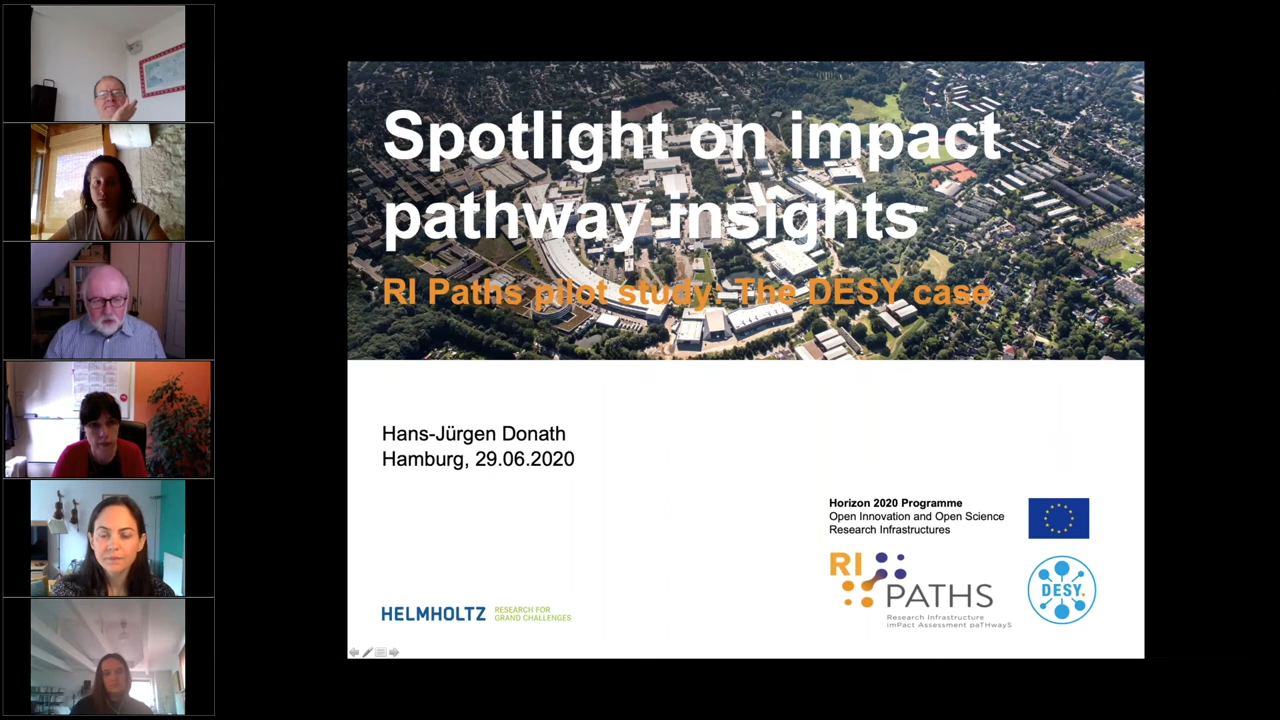 Spotlight on impact
pathway insights
RI Paths pilot study: The DESY case
Hans-Jürgen Donath
Hamburg, 29.06.2020
Horizon 2020 Programme
Open Innovation and Open Science
Research Infrastructures
RI
PATHS
Research Infrastructure
imPact Assessment paTHwayS
DESY.
HELMHOLTZ
RESEARCH FOR
GRAND CHALLENGES